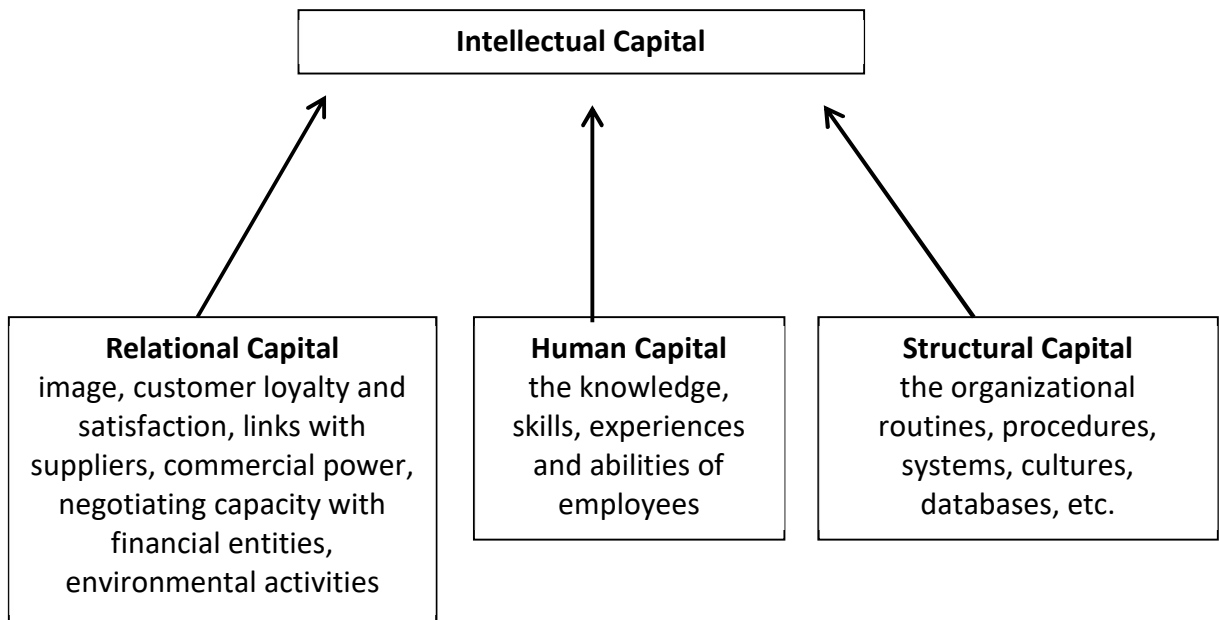 Intellectual Capital
Relational Capital
image, customer loyalty and
satisfaction, links with
suppliers, commercial power,
negotiating capacity with
financial entities,
environmental activities
Human Capital
the knowledge,
skills, experiences
and abilities of
employees
Structural Capital
the organizational
routines, procedures,
systems, cultures,
databases, etc.